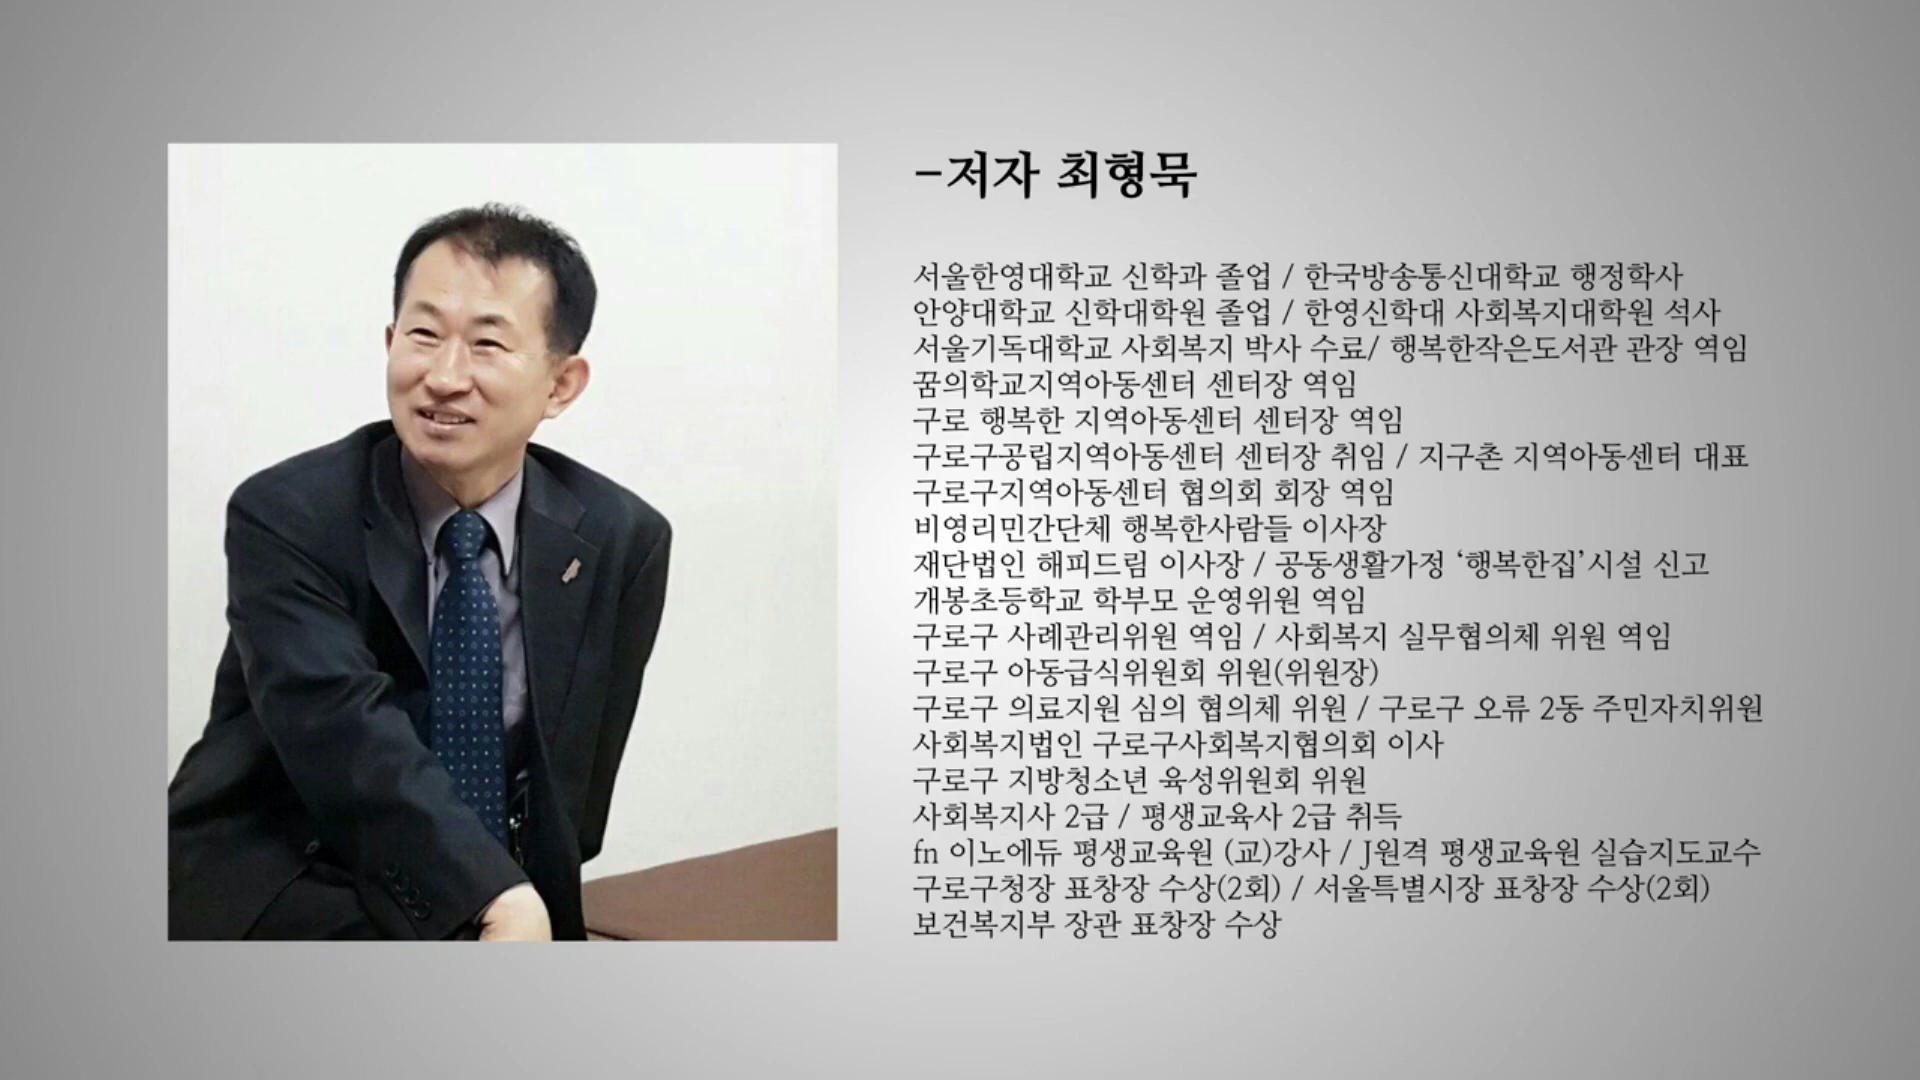 -저자 최형묵
서울한영대학교 신학과 졸업 / 한국방송통신대학교 행정학사
안양대학교 신학대학원 졸업 / 한영신학대 사회복지대학원 석사
서울기독대학교 사회복지 박사 수료/ 행복한작은도서관 관장 역임
꿈의학교지역아동센터 센터장 역임
구로 행복한 지역아동센터 센터장 역임
구로구공립지역아동센터 센터장 취임 / 지구촌 지역아동센터 대표
구로구지역아동센터 협의회 회장 역임
비영리민간단체 행복한사람들 이사장
재단법인 해피드림 이사장 / 공동생활가정 ‘행복한집’시설 신고
개봉초등학교 학부모 운영위원 역임
구로구 사례관리위원 역임 / 사회복지 실무협의체 위원 역임
구로구 아동급식위원회 위원(위원장)
구로구 의료지원 심의 협의체 위원 / 구로구 오류 2동 주민자치위원
사회복지법인 구로구사회복지협의회 이사
구로구 지방청소년 육성위원회 위원
사회복지사 2급 / 평생교육사 2급 취득
fn 이노에듀 평생교육원 (교)강사 / J원격 평생교육원 실습지도교수
구로구청장 표창장 수상(2회) / 서울특별시장 표창장 수상(2회)
보건복지부 장관 표창장 수상